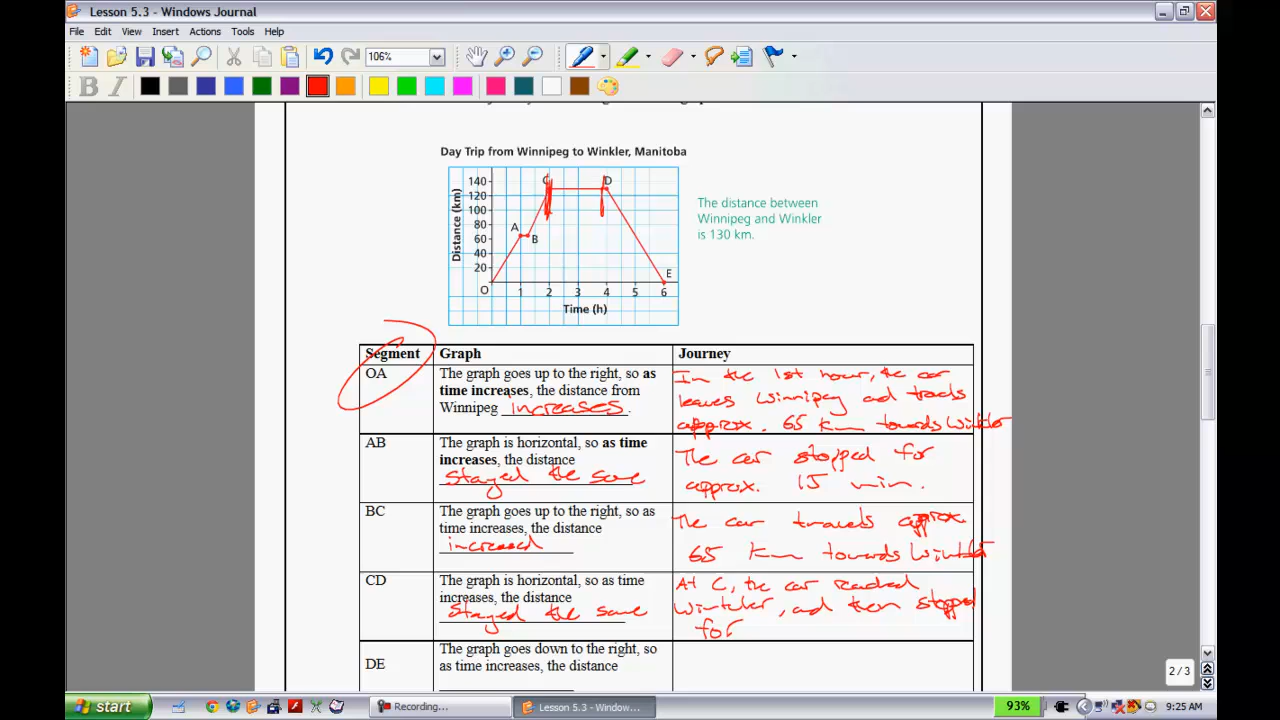 Lesson 5.3 - Windows Journal
File Edit View Insert Actions Tools Help
106%
B I
Day Trip from Winnipeg to Winkler, Manitoba
Distance (km)
140
120
100
80
60
40
20
O
A
B
C
D
E
1 2 3 4 5 6
Time (h)
The distance between
Winnipeg and Winkler
is 130 km.
Segment Graph Journey
OA
The graph goes up to the right, so as
time increases, the distance from
Winnipeg increases.
In the 1st hour, the car
leaves Winnipeg and travels
approx. 65 km towards Winkler
AB
The graph is horizontal, so as time
increases, the distance
stayed the same
The car stopped for
approx. 15 min.
BC
The graph goes up to the right, so as
time increases, the distance
increased
The car travels approx.
65 km towards Winkler
CD
The graph is horizontal, so as time
increases, the distance
stayed the same
At C, the car reached
Winkler, and then stopped
for
DE
The graph goes down to the right, so
as time increases, the distance
2/3
start
Recording...
Lesson 5.3 - Window...
93%
9:25 AM